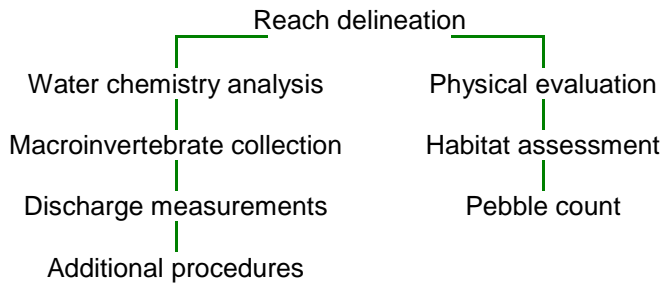 Reach delineation
Water chemistry analysis
Physical evaluation
Macroinvertebrate collection
Habitat assessment
Discharge measurements
Pebble count
Additional procedures